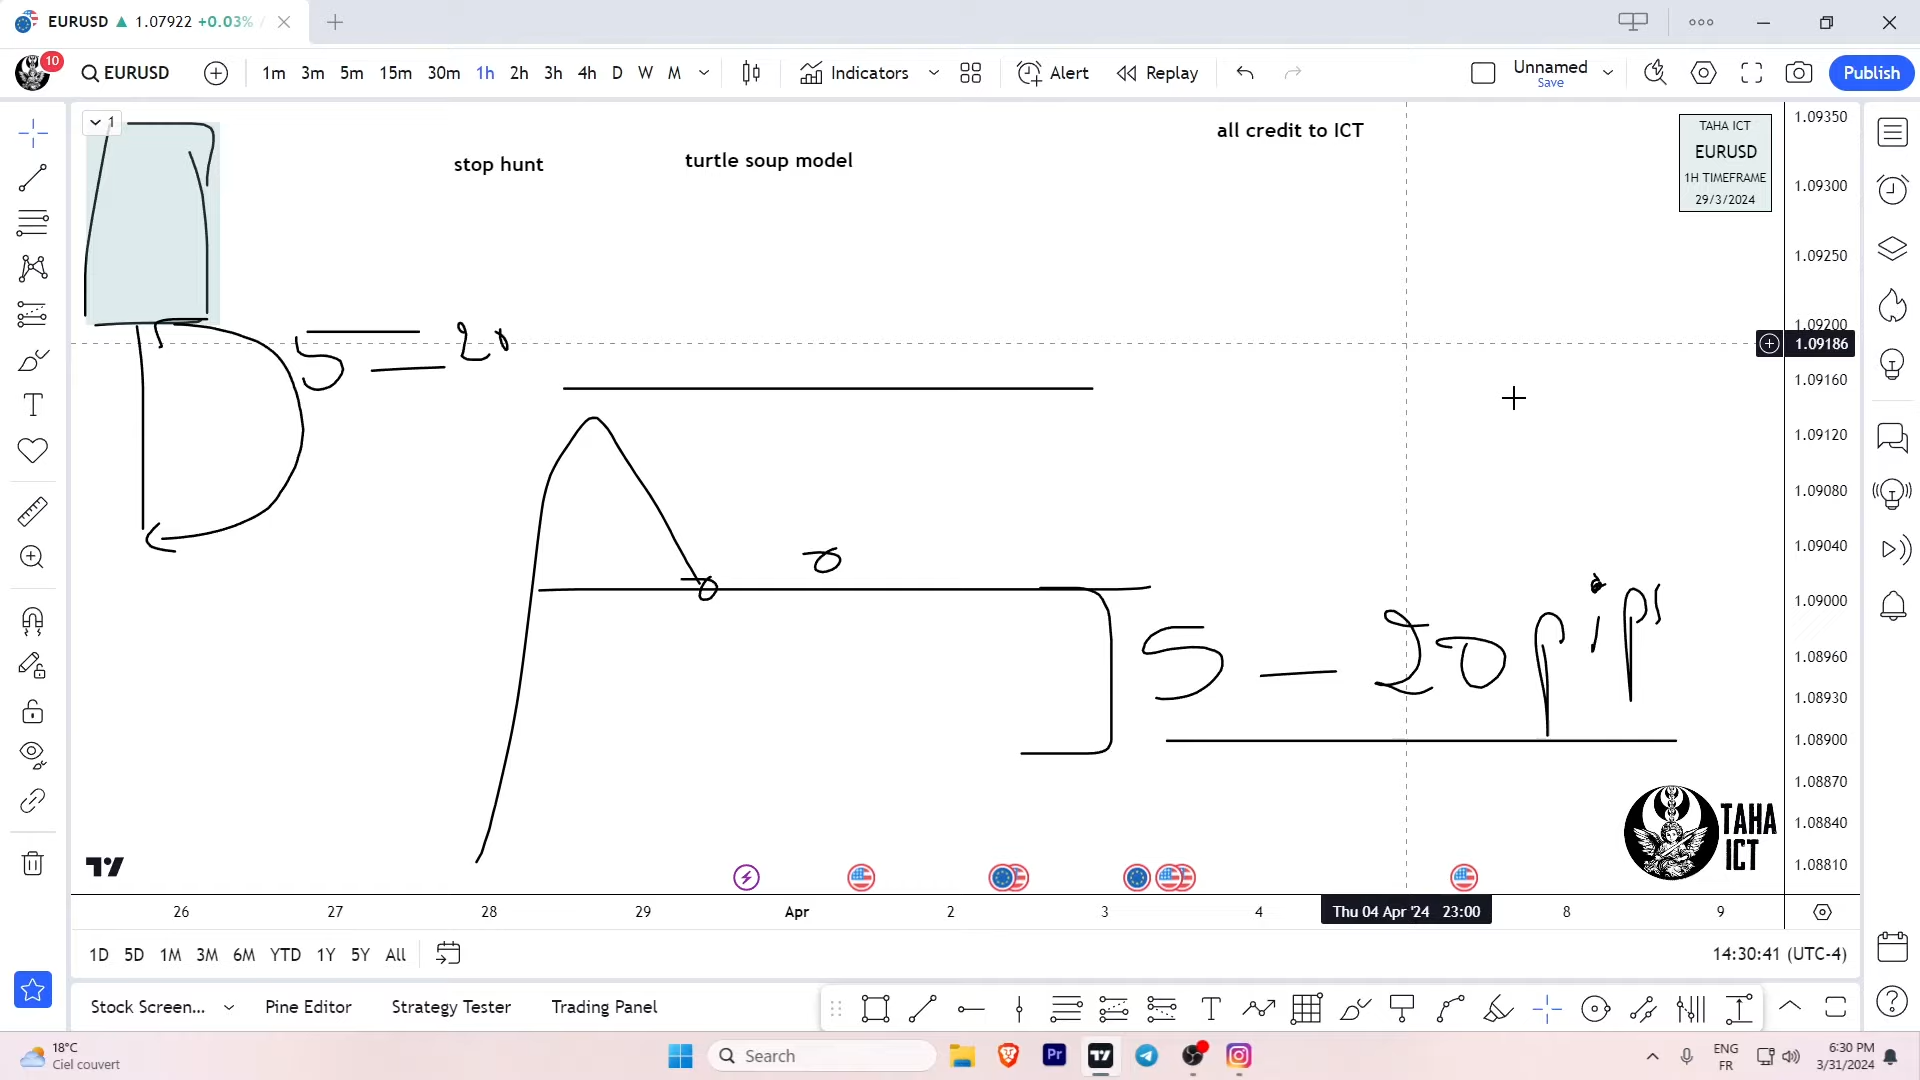 EURUSD ▲ 1.07922 +0.03% /
10
EURUSD 1m 3m 5m 15m 30m 1h 2h 3h 4h D W M Indicators Alert Replay Unnamed Save Publish
1
stop hunt
turtle soup model
all credit to ICT
TAHA ICT
EURUSD
1H TIMEFRAME
29/3/2024
5 — 20
5 — 20 pips
1.09350
1.09300
1.09250
1.09200
1.09186
1.09160
1.09120
1.09080
1.09040
1.09000
1.08960
1.08930
1.08900
1.08870
1.08840
1.08810
TAHA
ICT
26 27 28 29 Apr 2 3 4 Thu 04 Apr '24 23:00 8 9
1D 5D 1M 3M 6M YTD 1Y 5Y All
14:30:41 (UTC-4)
Stock Screen... Pine Editor Strategy Tester Trading Panel
18°C
Ciel couvert
Search
Pr
ENG
FR
6:30 PM
3/31/2024